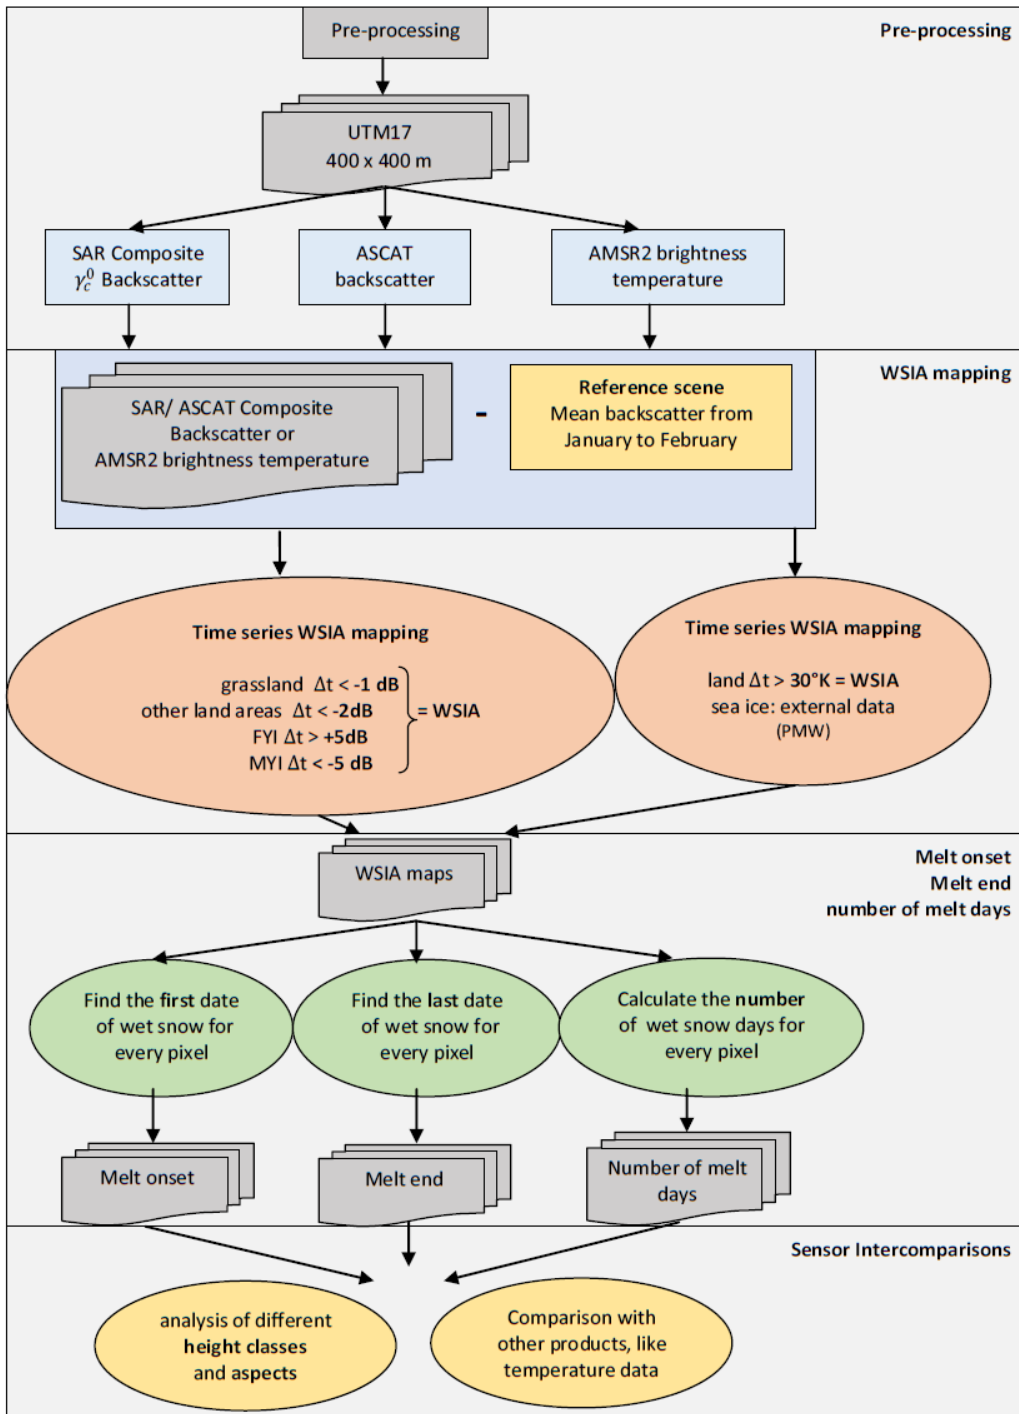 Pre-processing
Pre-processing
UTM17
400 x 400 m
SAR Composite
γc0 Backscatter
ASCAT
backscatter
AMSR2 brightness
temperature
WSIA mapping
SAR/ ASCAT Composite
Backscatter or
AMSR2 brightness temperature
-
Reference scene
Mean backscatter from
January to February
Time series WSIA mapping
grassland Δt < -1 dB
other land areas Δt < -2dB
FYI Δt > +5dB
MYI Δt < -5 dB
= WSIA
Time series WSIA mapping
land Δt > 30°K = WSIA
sea ice: external data
(PMW)
Melt onset
Melt end
number of melt days
WSIA maps
Find the first date
of wet snow for
every pixel
Find the last date
of wet snow for
every pixel
Calculate the number
of wet snow days for
every pixel
Melt onset
Melt end
Number of melt
days
Sensor Intercomparisons
analysis of different
height classes
and aspects
Comparison with
other products, like
temperature data